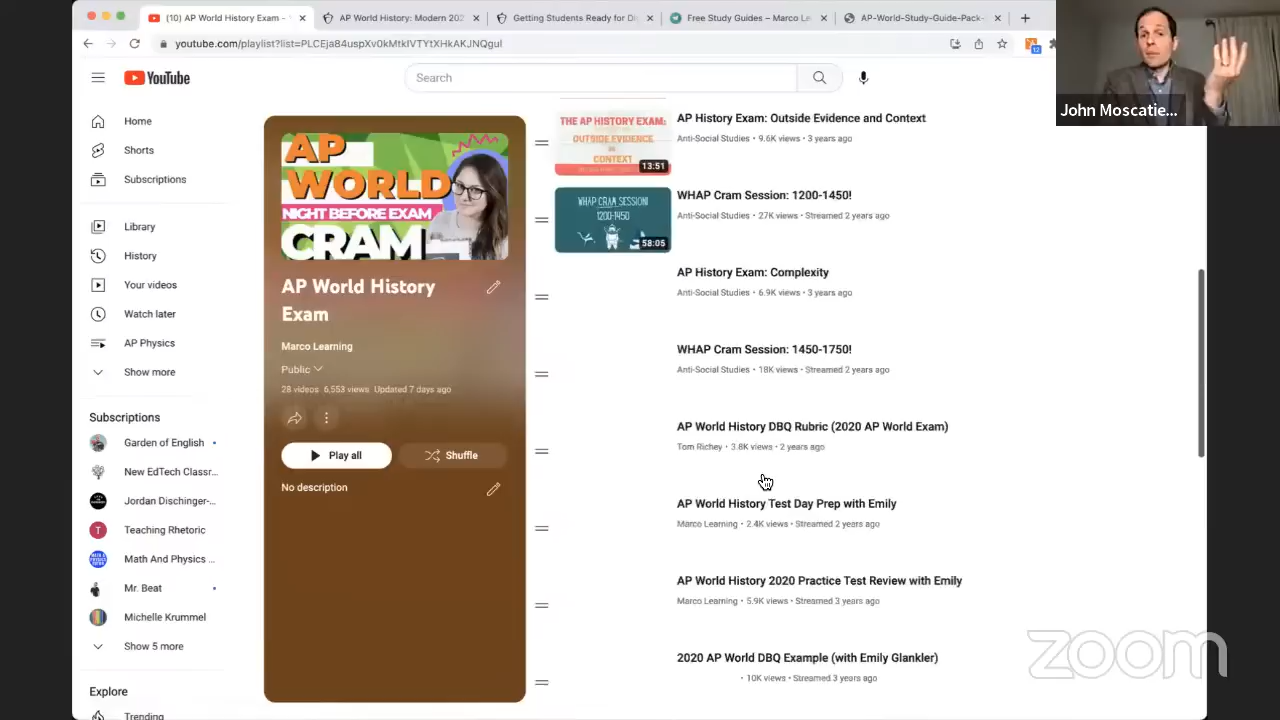 (10) AP World History Exam -
AP World History: Modern 202
Getting Students Ready for Di
Free Study Guides – Marco Le
AP-World-Study-Guide-Pack-
youtube.com/playlist?list=PLCEja84uspXv0kMtklVTYtXHkAKJNQguI
12
John Moscatie...
YouTube
Search
Home
Shorts
Subscriptions
Library
History
Your videos
Watch later
AP Physics
Show more
Subscriptions
Garden of English
New EdTech Classr...
Jordan Dischinger-...
T
Teaching Rhetoric
Math And Physics ...
Mr. Beat
Michelle Krummel
Show 5 more
Explore
Trending
AP
WORLD
NIGHT BEFORE EXAM
CRAM
AP World History
Exam
Marco Learning
Public
28 videos 6,553 views Updated 7 days ago
Play all
Shuffle
No description
THE AP HISTORY EXAM:
OUTSIDE EVIDENCE
CONTEXT
13:51
AP History Exam: Outside Evidence and Context
Anti-Social Studies • 9.6K views • 3 years ago
WHAP CRAM SESSION!
1200-1450
58:05
WHAP Cram Session: 1200-1450!
Anti-Social Studies • 27K views • Streamed 2 years ago
AP History Exam: Complexity
Anti-Social Studies • 6.9K views • 3 years ago
WHAP Cram Session: 1450-1750!
Anti-Social Studies • 18K views • Streamed 2 years ago
AP World History DBQ Rubric (2020 AP World Exam)
Tom Richey • 3.8K views • 2 years ago
AP World History Test Day Prep with Emily
Marco Learning • 2.4K views • Streamed 2 years ago
AP World History 2020 Practice Test Review with Emily
Marco Learning • 5.9K views • Streamed 3 years ago
2020 AP World DBQ Example (with Emily Glankler)
• 10K views • Streamed 3 years ago
zoom